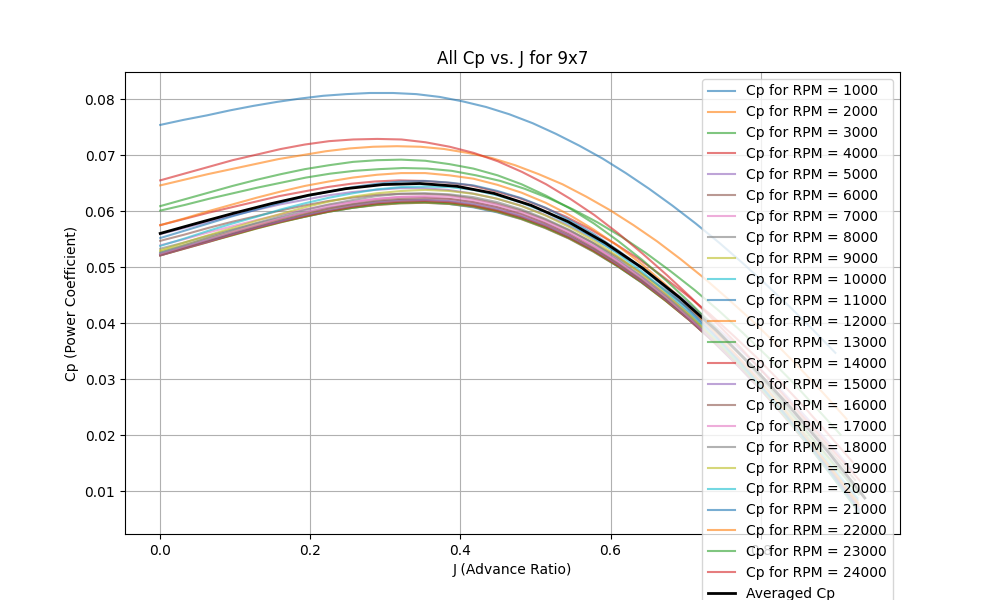 All Cp vs. J for 9x7
Cp (Power Coefficient)
0.08
0.07
0.06
0.05
0.04
0.03
0.02
0.01
0.0
0.2
0.4
0.6
0.8
J (Advance Ratio)
Cp for RPM = 1000
Cp for RPM = 2000
Cp for RPM = 3000
Cp for RPM = 4000
Cp for RPM = 5000
Cp for RPM = 6000
Cp for RPM = 7000
Cp for RPM = 8000
Cp for RPM = 9000
Cp for RPM = 10000
Cp for RPM = 11000
Cp for RPM = 12000
Cp for RPM = 13000
Cp for RPM = 14000
Cp for RPM = 15000
Cp for RPM = 16000
Cp for RPM = 17000
Cp for RPM = 18000
Cp for RPM = 19000
Cp for RPM = 20000
Cp for RPM = 21000
Cp for RPM = 22000
Cp for RPM = 23000
Cp for RPM = 24000
Averaged Cp